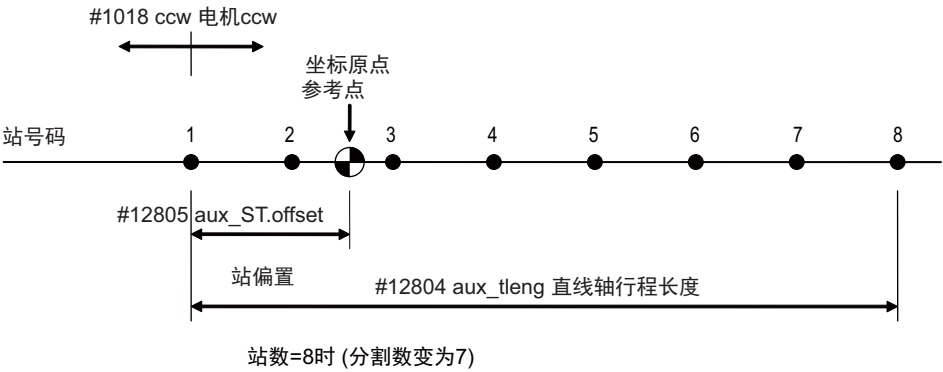 #1018 ccw 电机ccw
坐标原点
参考点
站号码 1 2 3 4 5 6 7 8
#12805 aux_ST.offset
站偏置
#12804 aux_tleng 直线轴行程长度
站数=8时 (分割数变为7)